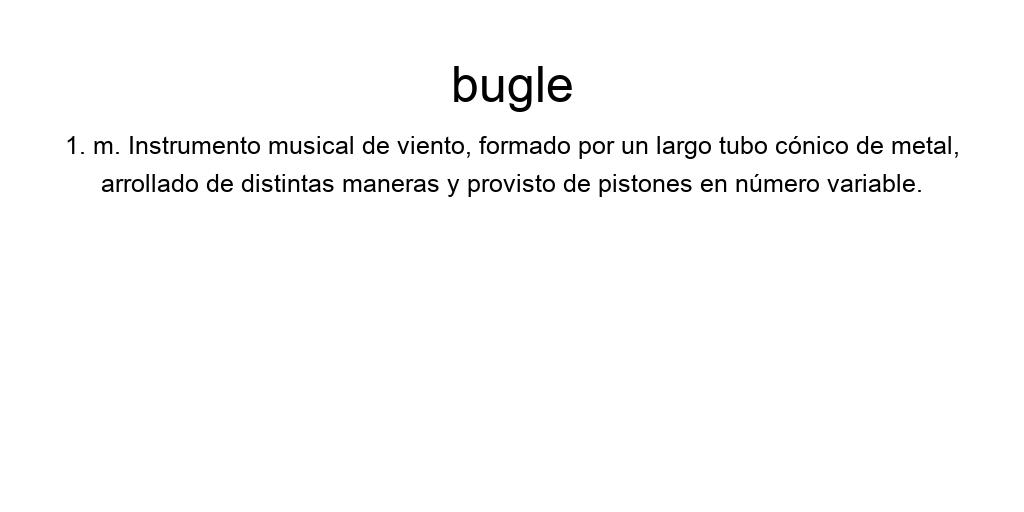 bugle
1. m. Instrumento musical de viento, formado por un largo tubo cónico de metal,
arrollado de distintas maneras y provisto de pistones en número variable.